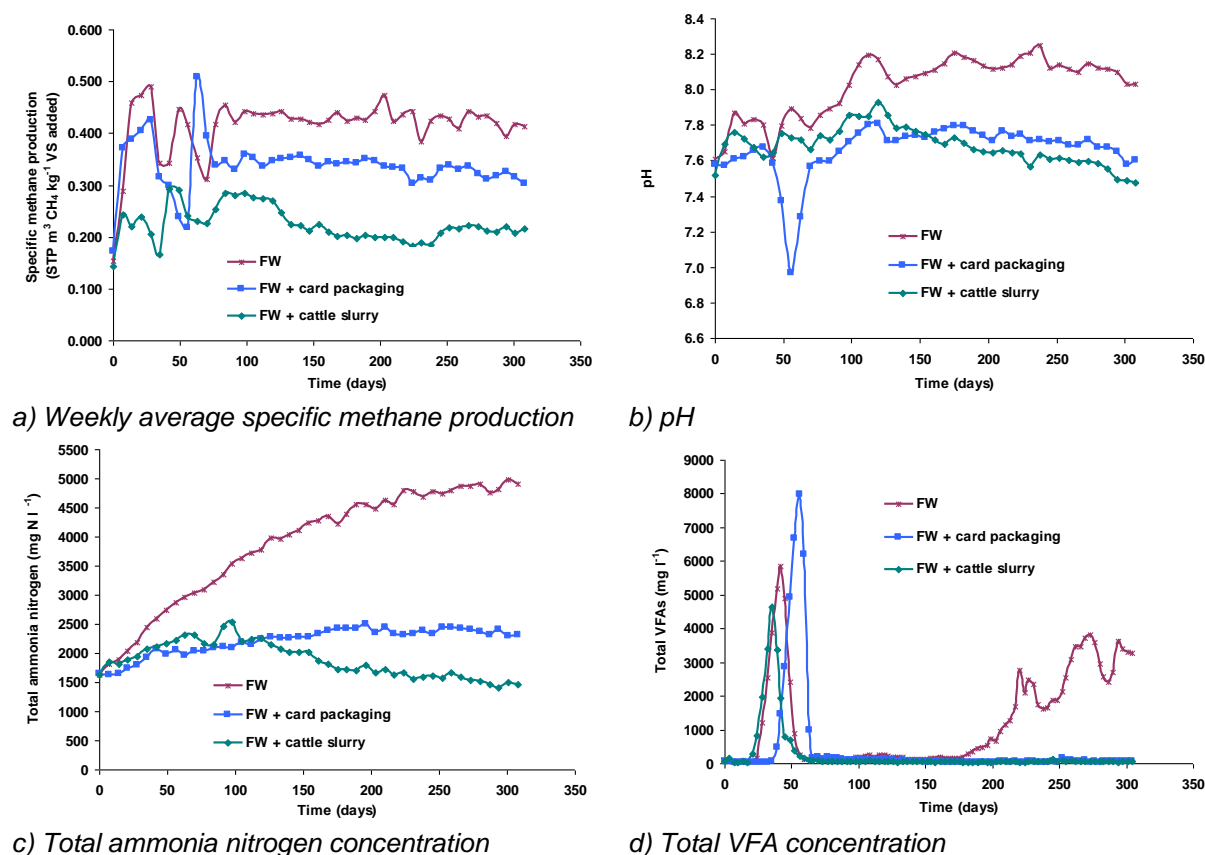 Specific methane production
(STP m³ CH₄ kg⁻¹ VS added)
0.600
0.500
0.400
0.300
0.200
0.100
0.000
FW
FW + card packaging
FW + cattle slurry
0 50 100 150 200 250 300 350
Time (days)
a) Weekly average specific methane production
pH
8.4
8.2
8.0
7.8
7.6
7.4
7.2
7.0
6.8
6.6
FW
FW + card packaging
FW + cattle slurry
0 50 100 150 200 250 300 350
Time (days)
b) pH
Total ammonia nitrogen (mg N l⁻¹)
5500
5000
4500
4000
3500
3000
2500
2000
1500
1000
500
0
FW
FW + card packaging
FW + cattle slurry
0 50 100 150 200 250 300 350
Time (days)
c) Total ammonia nitrogen concentration
Total VFAs (mg l⁻¹)
9000
8000
7000
6000
5000
4000
3000
2000
1000
0
FW
FW + card packaging
FW + cattle slurry
0 50 100 150 200 250 300 350
Time (days)
d) Total VFA concentration